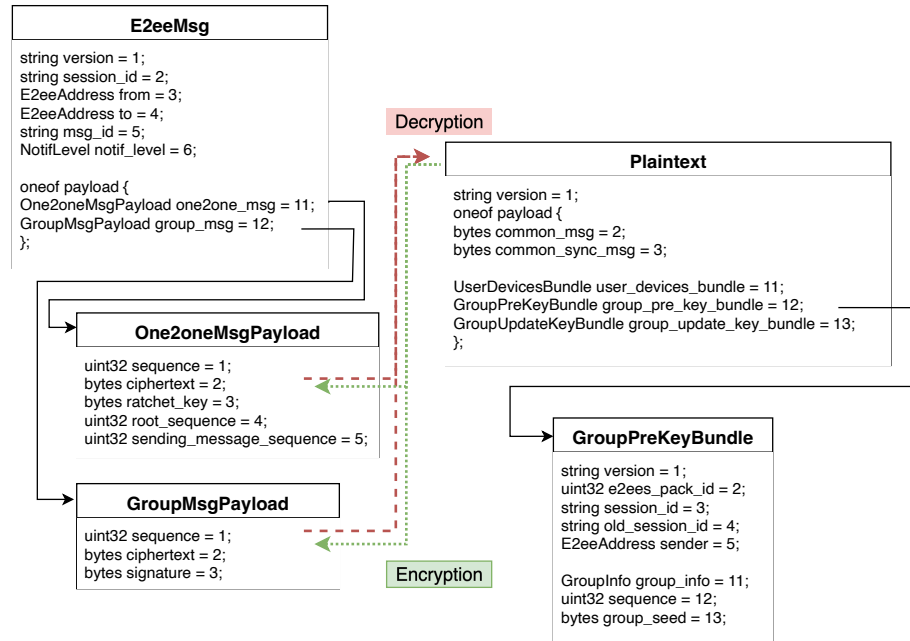 E2eeMsg
string version = 1;
string session_id = 2;
E2eeAddress from = 3;
E2eeAddress to = 4;
string msg_id = 5;
NotifLevel notif_level = 6;
oneof payload {
One2oneMsgPayload one2one_msg = 11;
GroupMsgPayload group_msg = 12;
};
Decryption
Plaintext
string version = 1;
oneof payload {
bytes common_msg = 2;
bytes common_sync_msg = 3;
UserDevicesBundle user_devices_bundle = 11;
GroupPreKeyBundle group_pre_key_bundle = 12;
GroupUpdateKeyBundle group_update_key_bundle = 13;
};
One2oneMsgPayload
uint32 sequence = 1;
bytes ciphertext = 2;
bytes ratchet_key = 3;
uint32 root_sequence = 4;
uint32 sending_message_sequence = 5;
GroupMsgPayload
uint32 sequence = 1;
bytes ciphertext = 2;
bytes signature = 3;
Encryption
GroupPreKeyBundle
string version = 1;
uint32 e2ees_pack_id = 2;
string session_id = 3;
string old_session_id = 4;
E2eeAddress sender = 5;
GroupInfo group_info = 11;
uint32 sequence = 12;
bytes group_seed = 13;